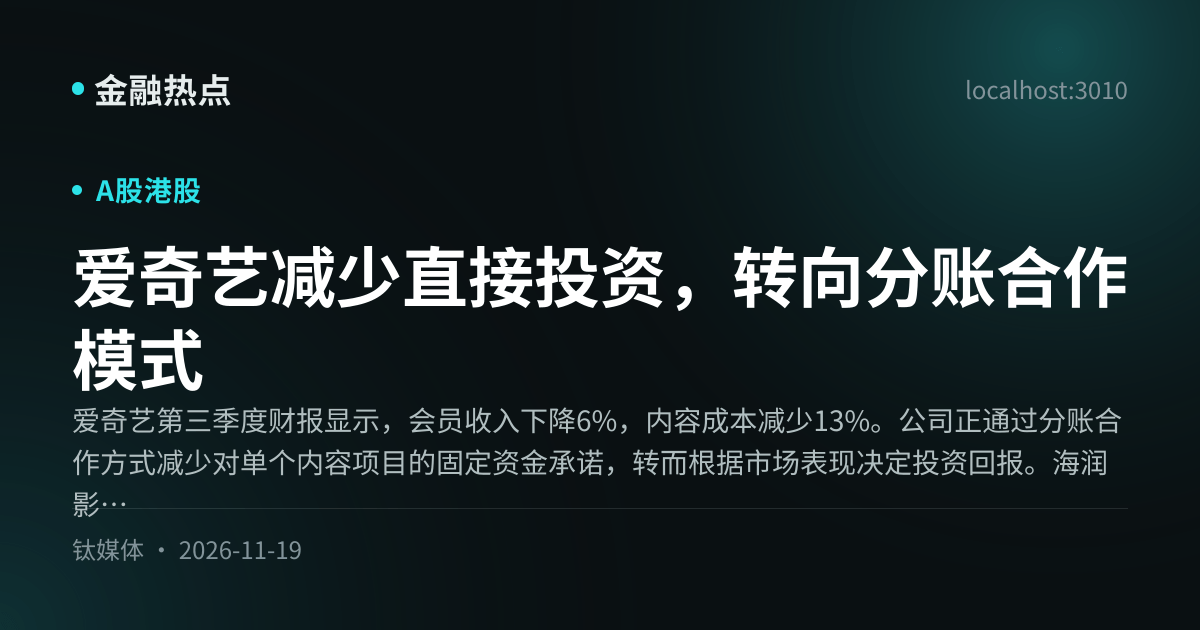 金融热点
localhost:3010
A股港股
爱奇艺减少直接投资，转向分账合作
模式
爱奇艺第三季度财报显示，会员收入下降6%，内容成本减少13%。公司正通过分账合
作方式减少对单个内容项目的固定资金承诺，转而根据市场表现决定投资回报。海润
影…
钛媒体 · 2026-11-19